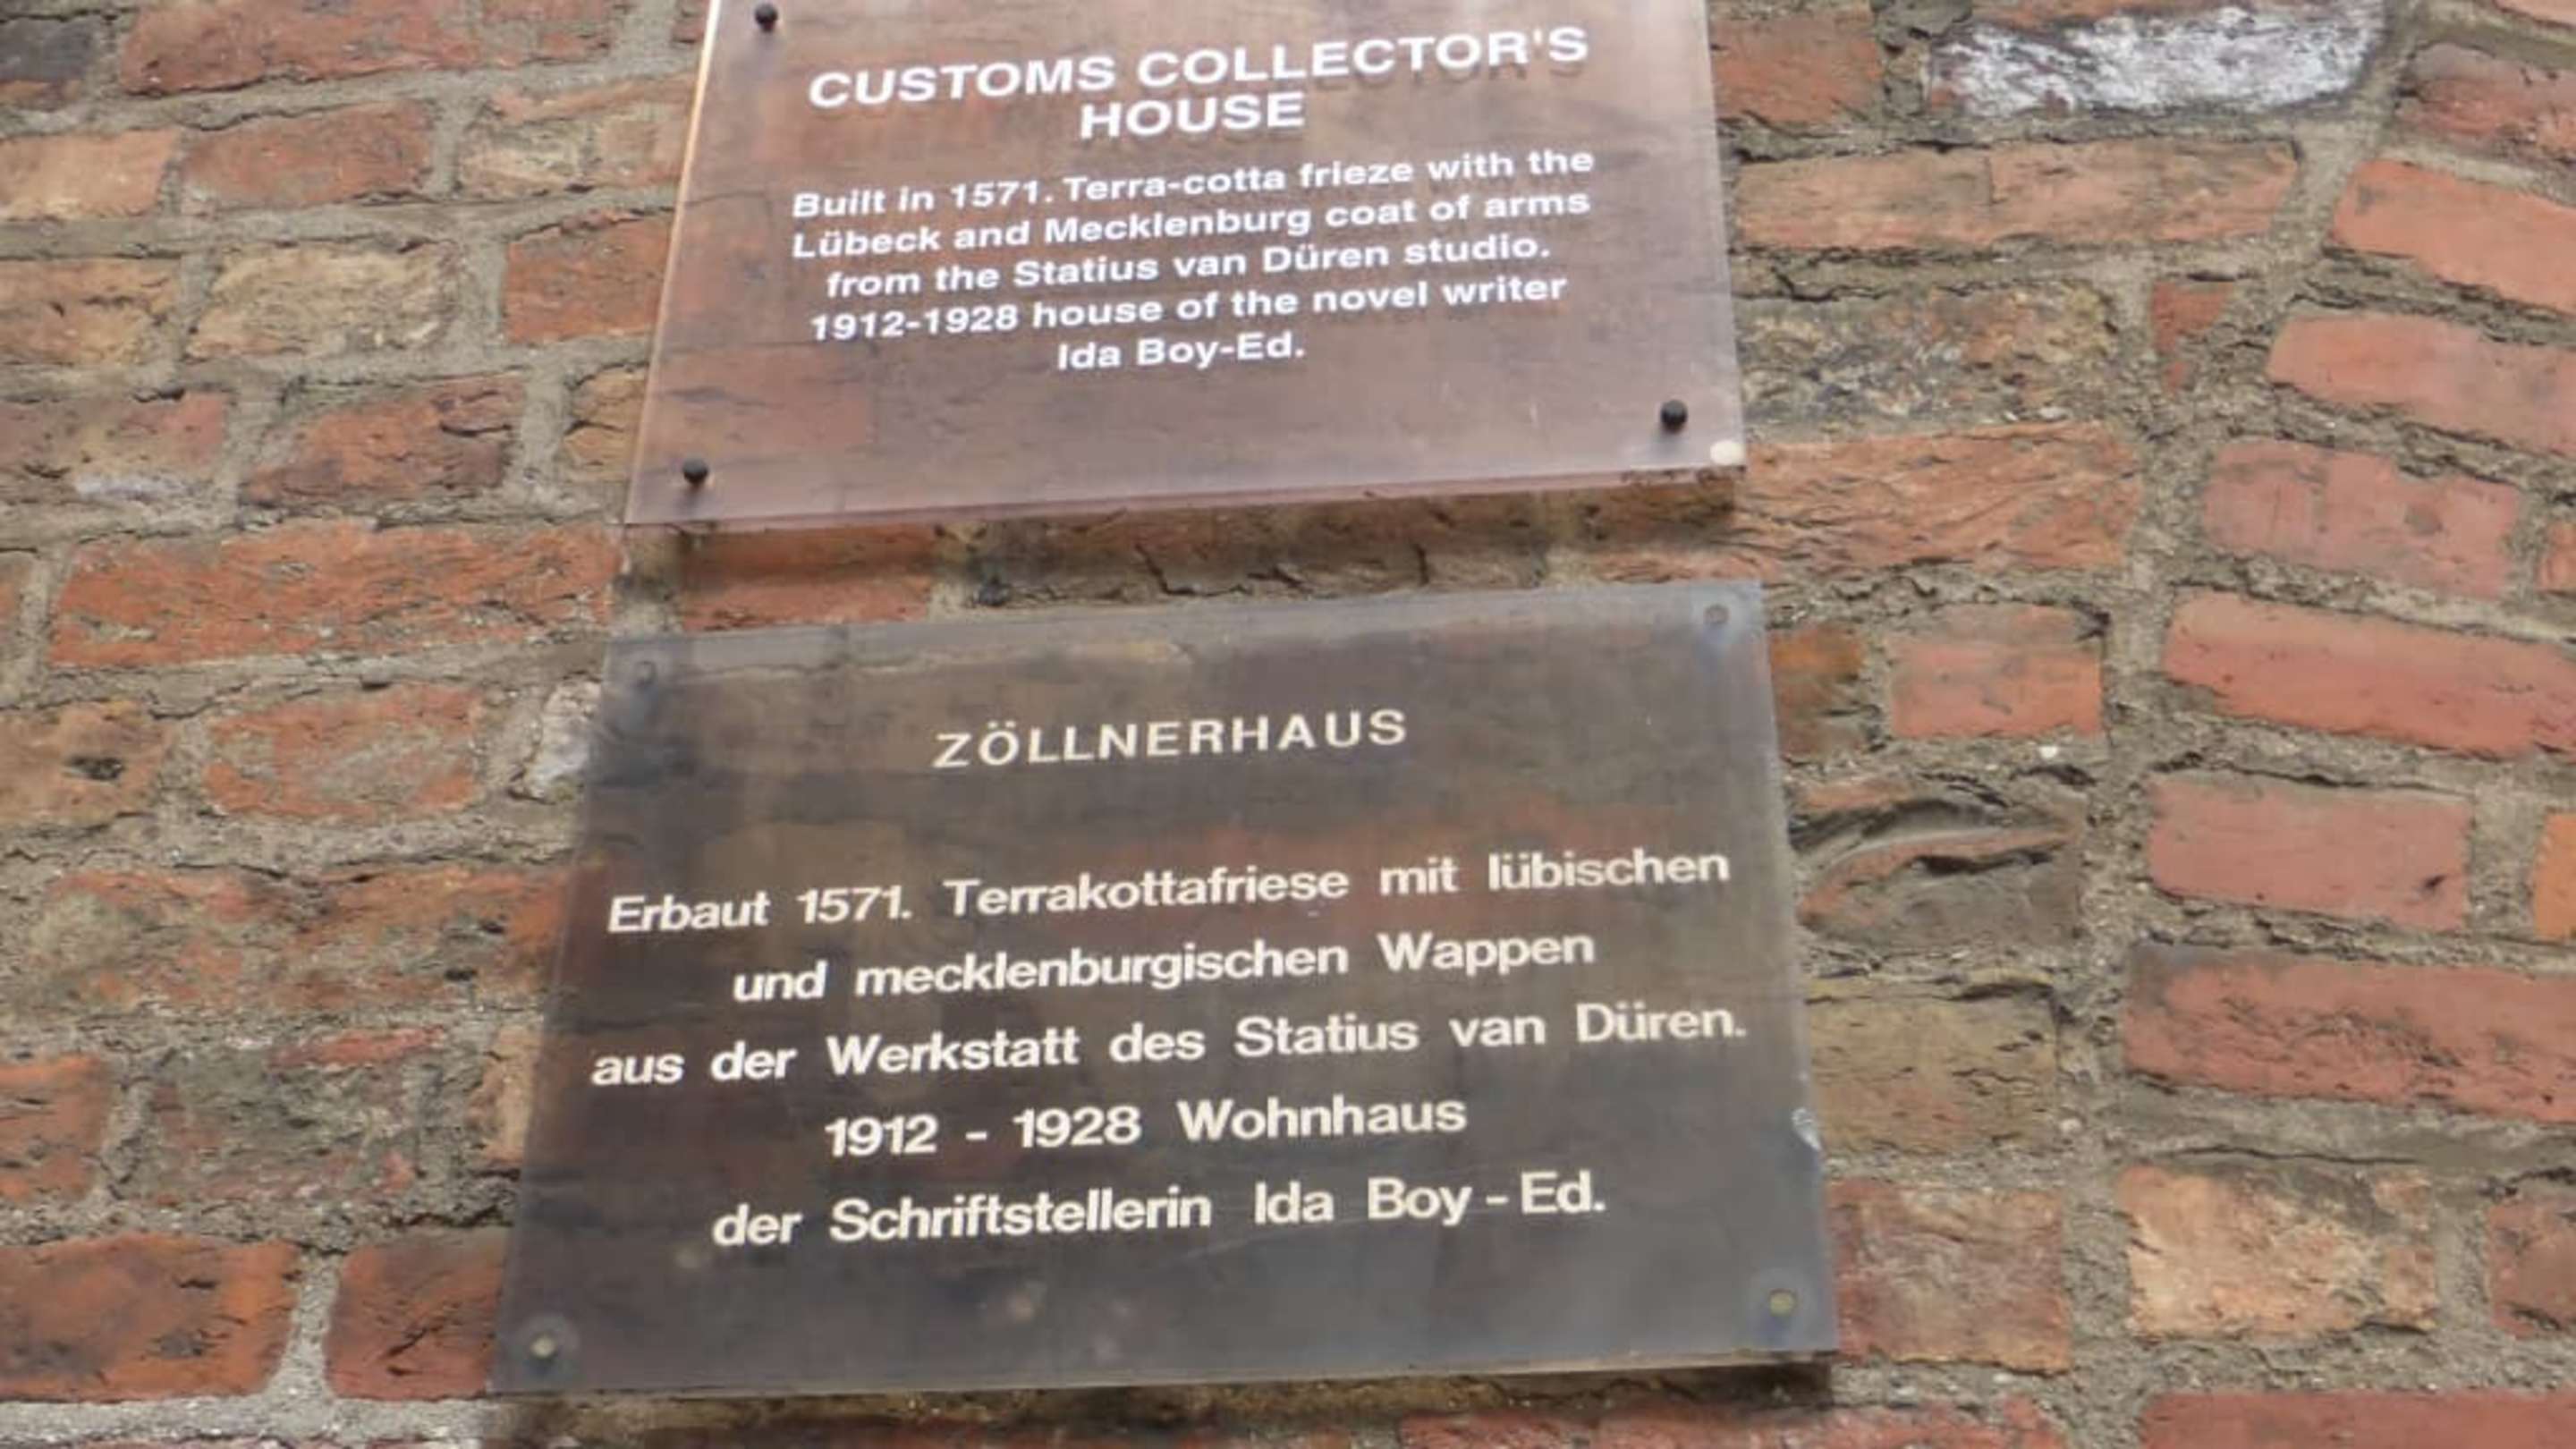 CUSTOMS COLLECTOR'S
HOUSE
Built in 1571. Terra-cotta frieze with the
Lübeck and Mecklenburg coat of arms
from the Statius van Düren studio.
1912-1928 house of the novel writer
Ida Boy-Ed.
ZÖLLNERHAUS
Erbaut 1571. Terrakottafriese mit lübischen
und mecklenburgischen Wappen
aus der Werkstatt des Statius van Düren.
1912 - 1928 Wohnhaus
der Schriftstellerin Ida Boy - Ed.